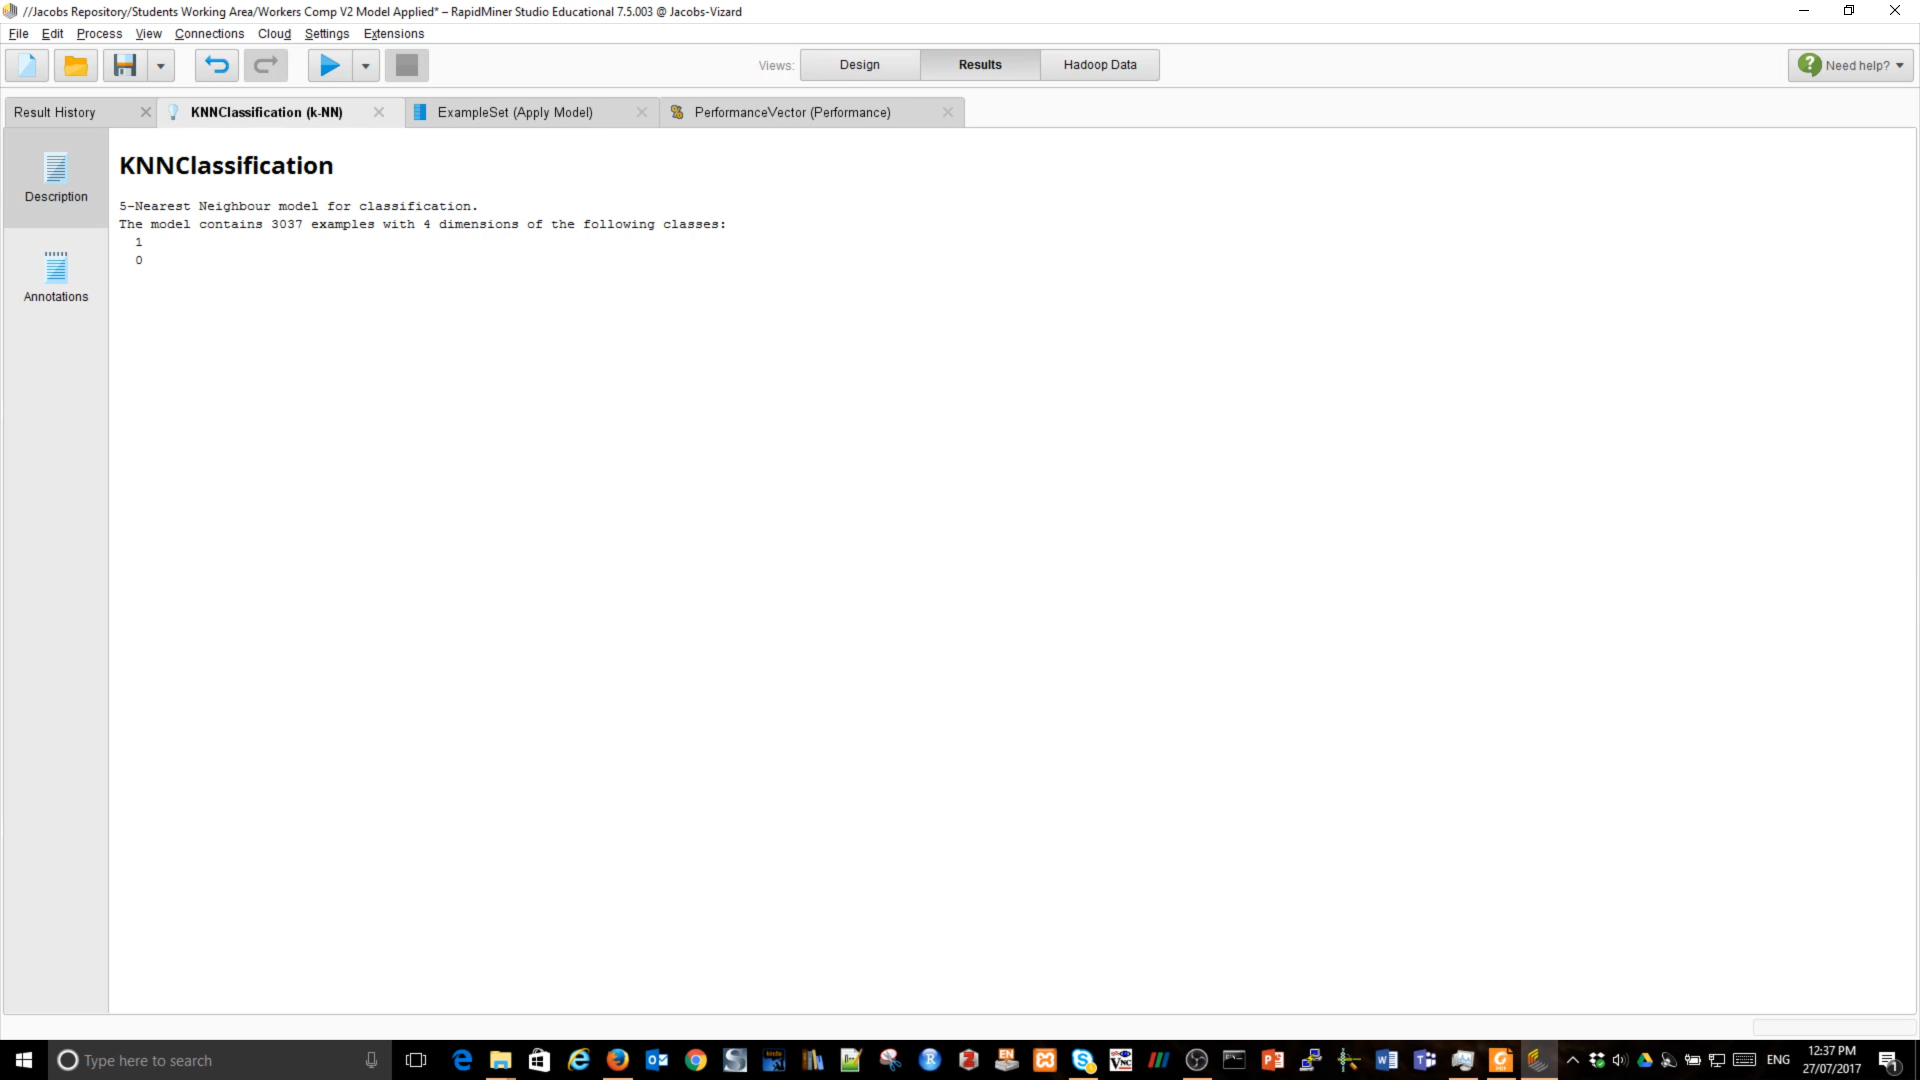 //Jacobs Repository/Students Working Area/Workers Comp V2 Model Applied* – RapidMiner Studio Educational 7.5.003 @ Jacobs-Vizard
File Edit Process View Connections Cloud Settings Extensions
Views: Design Results Hadoop Data Need help?
Result History KNNClassification (k-NN) ExampleSet (Apply Model) PerformanceVector (Performance)
KNNClassification
Description
5-Nearest Neighbour model for classification.
The model contains 3037 examples with 4 dimensions of the following classes:
1
0
Annotations
Type here to search
ENG
12:37 PM
27/07/2017